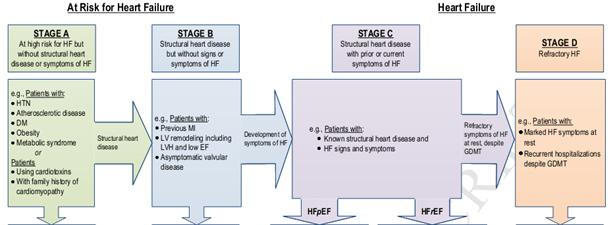 At Risk for Heart Failure
Heart Failure
STAGE A
At high risk for HF but
without structural heart
disease or symptoms of HF
STAGE B
Structural heart disease
but without signs or
symptoms of HF
STAGE C
Structural heart disease
with prior or current
symptoms of HF
STAGE D
Refractory HF
e.g., Patients with:
• HTN
• Atherosclerotic disease
• DM
• Obesity
• Metabolic syndrome
or
Patients
• Using cardiotoxins
• With family history of
cardiomyopathy
Structural heart
disease
e.g., Patients with:
• Previous MI
• LV remodeling including
LVH and low EF
• Asymptomatic valvular
disease
Development of
symptoms of HF
e.g., Patients with:
• Known structural heart disease and
• HF signs and symptoms
HFpEF
HFrEF
Refractory
symptoms of HF
at rest, despite
GDMT
e.g., Patients with:
• Marked HF symptoms at
rest
• Recurrent hospitalizations
despite GDMT